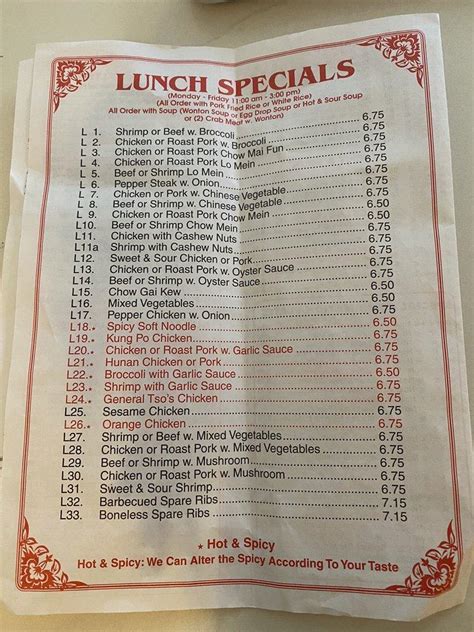 LUNCH SPECIALS
(Monday - Friday 11:00 am - 3:00 pm)
(All Order with Pork Fried Rice or White Rice)
All Order with Soup (Wonton Soup or Egg Drop Soup or Hot & Sour Soup
or (2) Crab Meat w. Wonton)
L 1. Shrimp or Beef w. Broccoli 6.75
L 2. Chicken or Roast Pork w. Broccoli 6.75
L 3. Chicken or Roast Pork Chow Mai Fun 6.75
L 4. Chicken or Roast Pork Lo Mein 6.75
L 5. Beef or Shrimp Lo Mein 6.75
L 6. Pepper Steak w. Onion 6.75
L 7. Chicken or Pork w. Chinese Vegetable 6.75
L 8. Beef or Shrimp w. Chinese Vegetable 6.75
L 9. Chicken or Roast Pork Chow Mein 6.50
L10. Beef or Shrimp Chow Mein 6.50
L11. Chicken with Cashew Nuts 6.75
L11a Shrimp with Cashew Nuts 6.75
L12. Sweet & Sour Chicken or Pork 6.75
L13. Chicken or Roast Pork w. Oyster Sauce 6.75
L14. Beef or Shrimp w. Oyster Sauce 6.75
L15. Chow Gai Kew 6.75
L16. Mixed Vegetables 6.50
L17. Pepper Chicken w. Onion 6.75
L18.★ Spicy Soft Noodle 6.50
L19.★ Kung Po Chicken 6.75
L20.★ Chicken or Roast Pork w. Garlic Sauce 6.75
L21.★ Hunan Chicken or Pork 6.75
L22.★ Broccoli with Garlic Sauce 6.50
L23.★ Shrimp with Garlic Sauce 6.75
L24.★ General Tso's Chicken 6.75
L25. Sesame Chicken 6.75
L26.★ Orange Chicken 6.75
L27. Shrimp or Beef w. Mixed Vegetables 6.75
L28. Chicken or Roast Pork w. Mixed Vegetables 6.75
L29. Beef or Shrimp w. Mushroom 6.75
L30. Chicken or Roast Pork w. Mushroom 6.75
L31. Sweet & Sour Shrimp 6.75
L32. Barbecued Spare Ribs 7.15
L33. Boneless Spare Ribs 7.15
★ Hot & Spicy
Hot & Spicy: We Can Alter the Spicy According To Your Taste